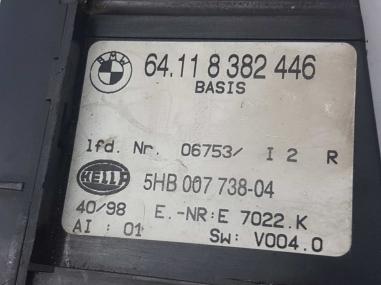 BMW
64.11 8 382 446
BASIS
lfd. Nr. 06753/ I 2 R
HELLA 5HB 007 738-04
40/98 E.-NR:E 7022.K
AI : 01 SW: V004.0